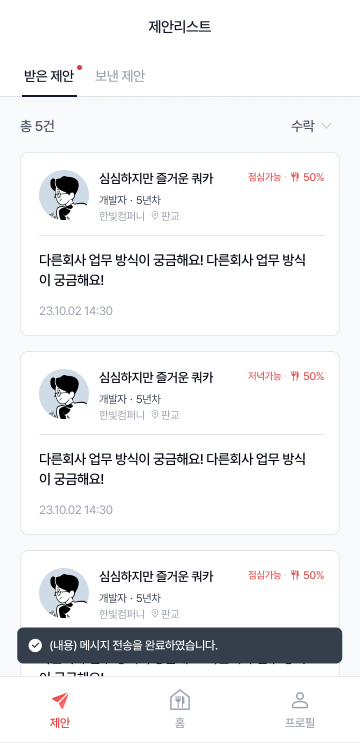 제안리스트
받은 제안 보낸 제안
총 5건 수락
심심하지만 즐거운 쿼카 점심가능 · 50%
개발자 · 5년차
한빛컴퍼니 판교
다른회사 업무 방식이 궁금해요! 다른회사 업무 방식
이 궁금해요!
23.10.02 14:30
심심하지만 즐거운 쿼카 저녁가능 · 50%
개발자 · 5년차
한빛컴퍼니 판교
다른회사 업무 방식이 궁금해요! 다른회사 업무 방식
이 궁금해요!
23.10.02 14:30
심심하지만 즐거운 쿼카 점심가능 · 50%
개발자 · 5년차
한빛컴퍼니 판교
(내용) 메시지 전송을 완료하였습니다.
제안 홈 프로필